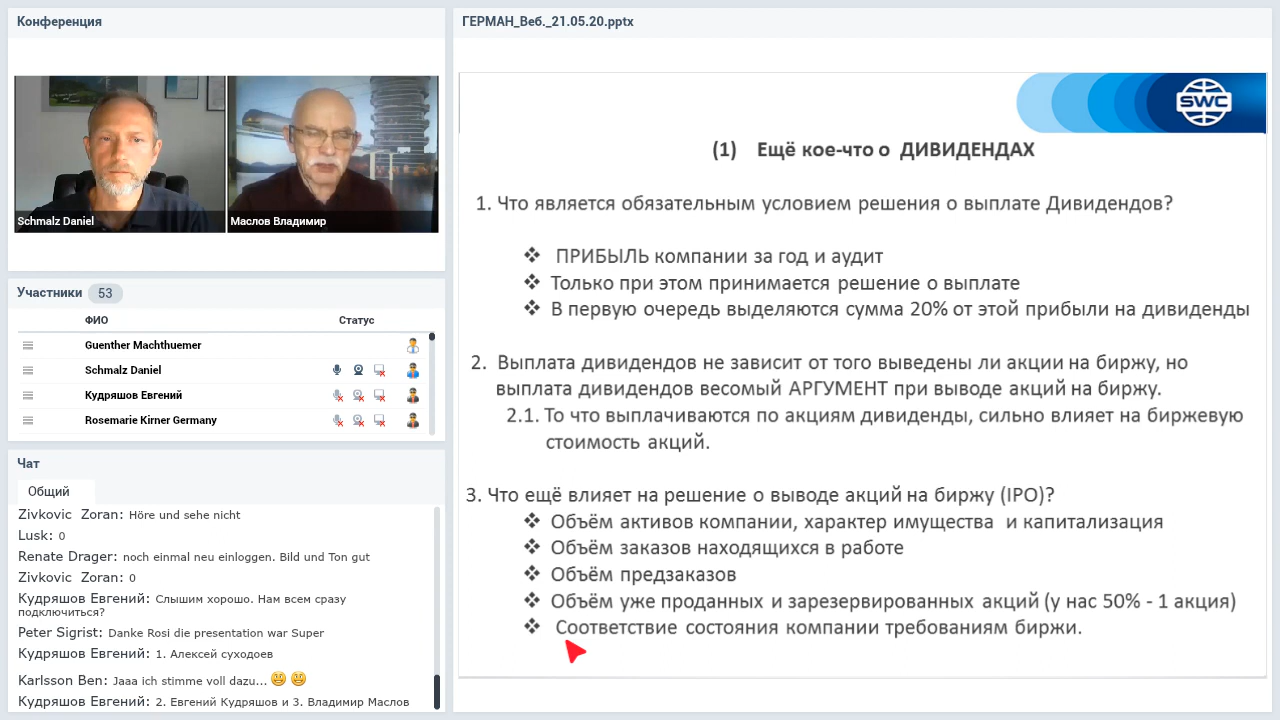 Конференция
Schmalz Daniel
Маслов Владимир
Участники 53
ФИО Статус
Guenther Machthuemer
Schmalz Daniel
Кудряшов Евгений
Rosemarie Kirner Germany
Чат
Общий
Zivkovic Zoran: Höre und sehe nicht
Lusk: 0
Renate Drager: noch einmal neu einloggen. Bild und Ton gut
Zivkovic Zoran: 0
Кудряшов Евгений: Слышим хорошо. Нам всем сразу
подключиться?
Peter Sigrist: Danke Rosi die presentation war Super
Кудряшов Евгений: 1. Алексей суходоев
Karlsson Ben: Jaaa ich stimme voll dazu...
Кудряшов Евгений: 2. Евгений Кудряшов и 3. Владимир Маслов
ГЕРМАН_Веб._21.05.20.pptx
SWC
(1) Ещё кое-что о ДИВИДЕНДАХ
1. Что является обязательным условием решения о выплате Дивидендов?
❖ ПРИБЫЛЬ компании за год и аудит
❖ Только при этом принимается решение о выплате
❖ В первую очередь выделяются сумма 20% от этой прибыли на дивиденды
2. Выплата дивидендов не зависит от того выведены ли акции на биржу, но
выплата дивидендов весомый АРГУМЕНТ при выводе акций на биржу.
2.1. То что выплачиваются по акциям дивиденды, сильно влияет на биржевую
стоимость акций.
3. Что ещё влияет на решение о выводе акций на биржу (IPO)?
❖ Объём активов компании, характер имущества и капитализация
❖ Объём заказов находящихся в работе
❖ Объём предзаказов
❖ Объём уже проданных и зарезервированных акций (у нас 50% - 1 акция)
❖ Соответствие состояния компании требованиям биржи.